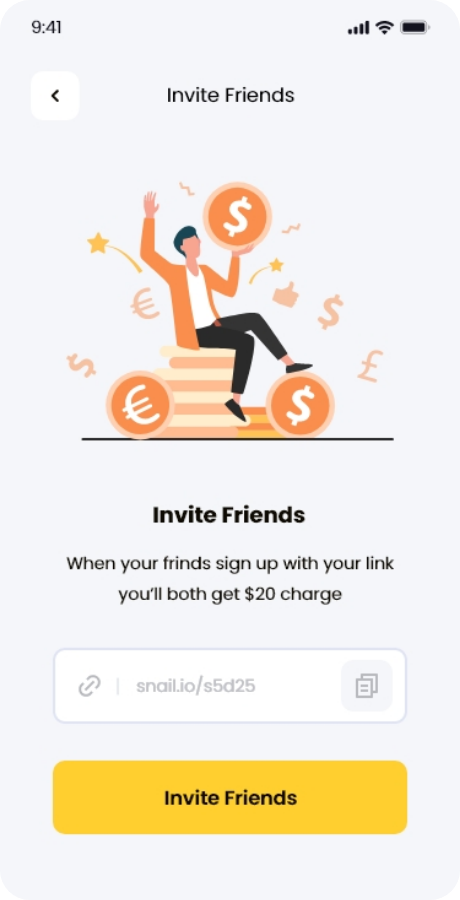 9:41
Invite Friends
$
€
$
$
£
€
$
Invite Friends
When your frinds sign up with your link
you'll both get $20 charge
snail.io/s5d25
Invite Friends